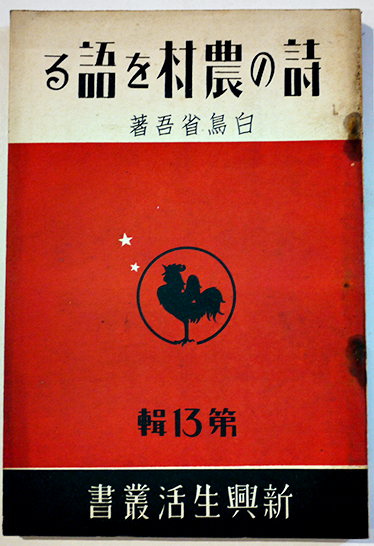 詩の農村を語る
白鳥省吾著
第13輯
新興生活叢書